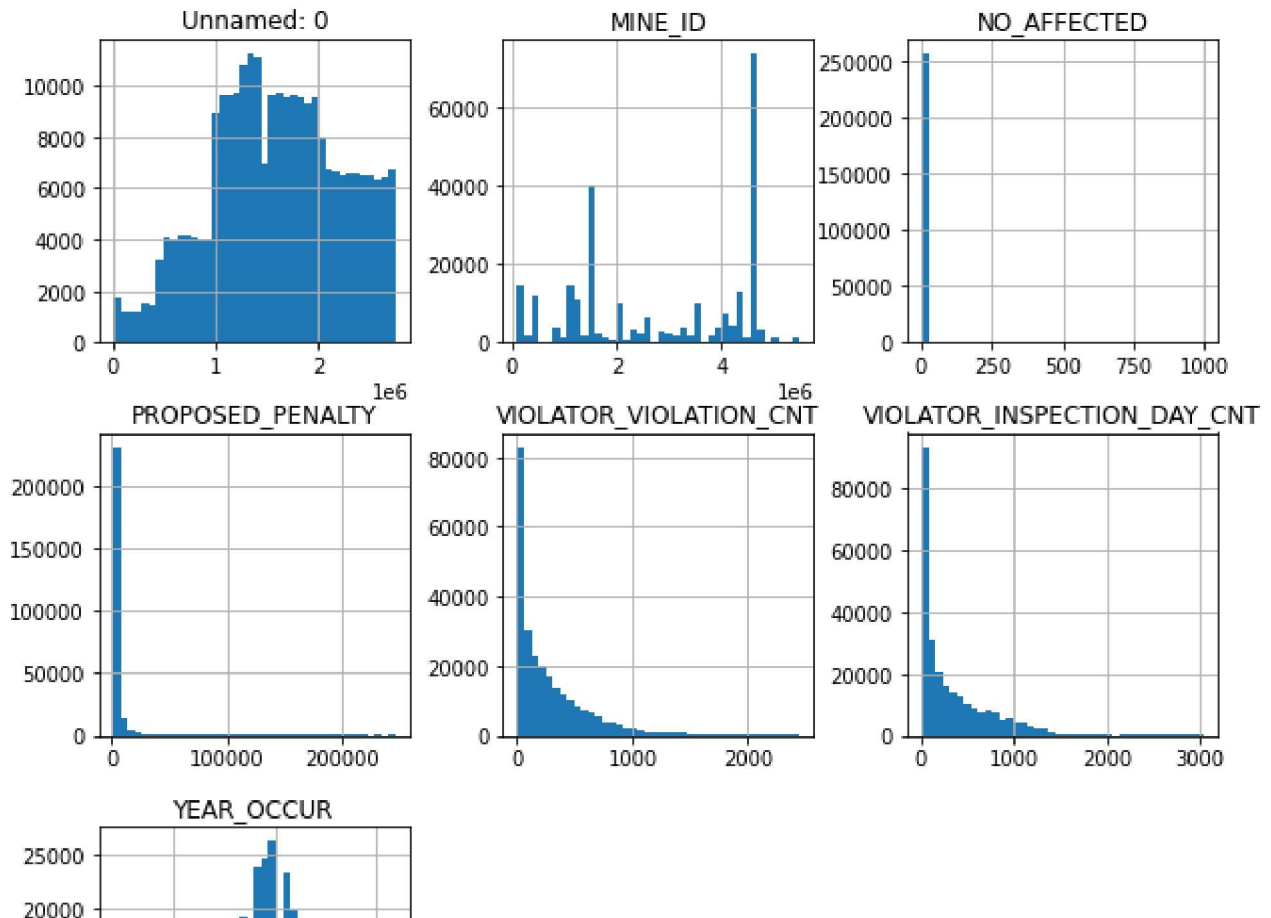 Unnamed: 0
10000
8000
6000
4000
2000
0
0 1 2
1e6
MINE_ID
60000
40000
20000
0
0 2 4
1e6
NO_AFFECTED
250000
200000
150000
100000
50000
0
0 250 500 750 1000
PROPOSED_PENALTY
200000
150000
100000
50000
0
0 100000 200000
VIOLATOR_VIOLATION_CNT
80000
60000
40000
20000
0
0 1000 2000
VIOLATOR_INSPECTION_DAY_CNT
80000
60000
40000
20000
0
0 1000 2000 3000
YEAR_OCCUR
25000
20000